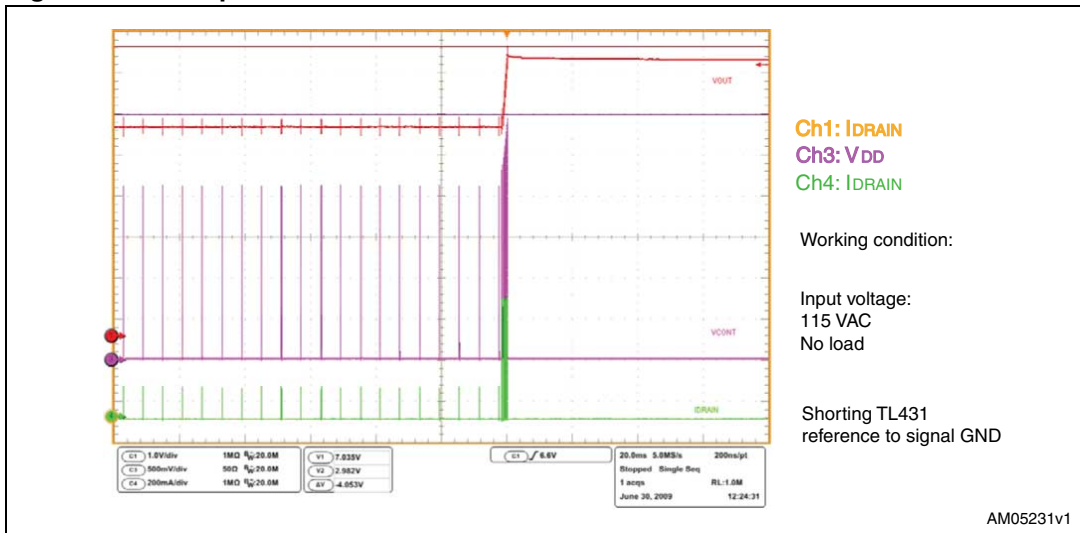 VOUT
VCONT
IDRAIN
Ch1: IDRAIN
Ch3: VDD
Ch4: IDRAIN
Working condition:
Input voltage:
115 VAC
No load
Shorting TL431
reference to signal GND
C1 1.0V/div 1MΩ BW:20.0M
C3 500mV/div 50Ω BW:20.0M
C4 200mA/div 1MΩ BW:20.0M
V1 7.035V
V2 2.982V
ΔV -4.053V
C1 6.6V
20.0ms 5.0MS/s 200ns/pt
Stopped Single Seq
1 acqs RL:1.0M
June 30, 2009 12:24:31
AM05231v1